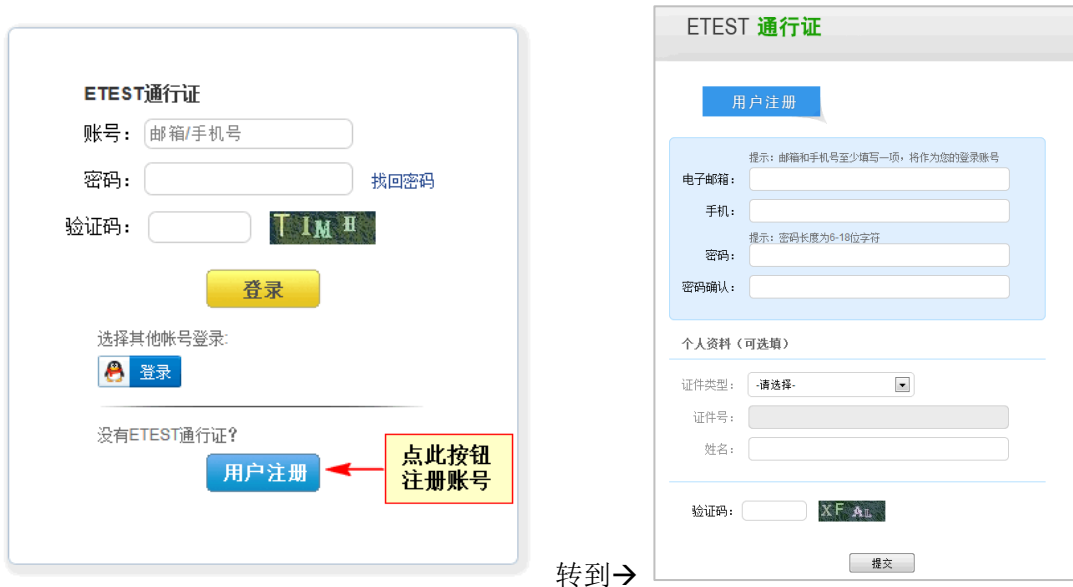 ETEST通行证
账号：
邮箱/手机号
密码：
找回密码
验证码：
T I M H
登录
选择其他帐号登录:
登录
没有ETEST通行证?
用户注册
点此按钮
注册账号
转到→
ETEST 通行证
用户注册
提示：邮箱和手机号至少填写一项，将作为您的登录账号
电子邮箱：
手机：
提示：密码长度为6-18位字符
密码：
密码确认：
个人资料（可选填）
证件类型：
-请选择-
证件号：
姓名：
验证码：
XF AL
提交